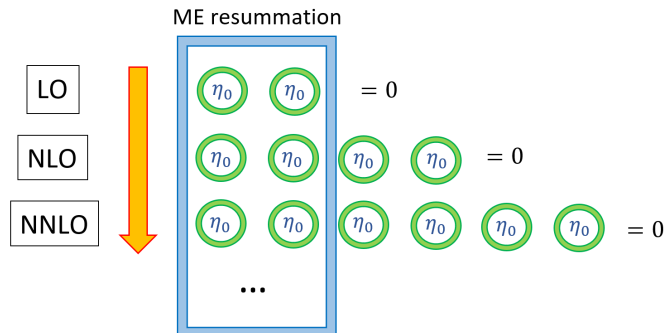 ME resummation
LO η₀ η₀ = 0
NLO η₀ η₀ η₀ η₀ = 0
NNLO η₀ η₀ η₀ η₀ η₀ η₀ = 0
...